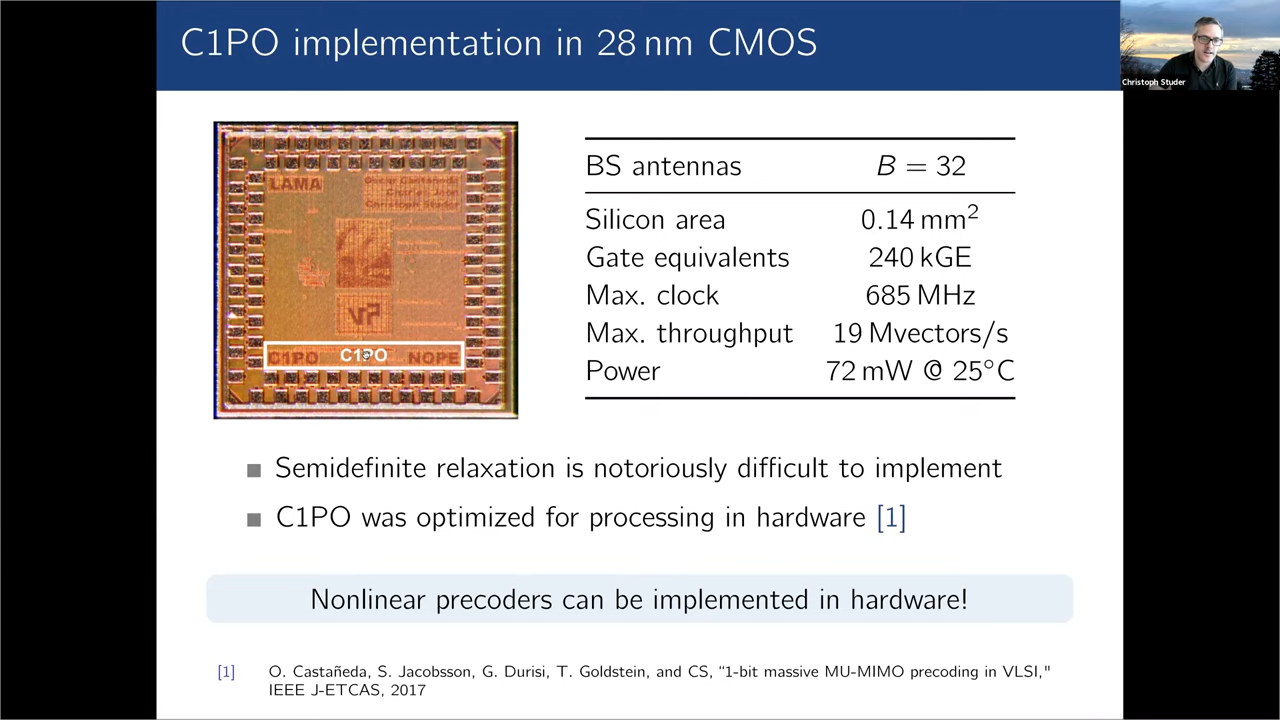 C1PO implementation in 28 nm CMOS
Christoph Studer
LAMA
Christoph Studer
C1PO C1PO NOPE
BS antennas B = 32
Silicon area 0.14 mm²
Gate equivalents 240 kGE
Max. clock 685 MHz
Max. throughput 19 Mvectors/s
Power 72 mW @ 25°C
Semidefinite relaxation is notoriously difficult to implement
C1PO was optimized for processing in hardware [1]
Nonlinear precoders can be implemented in hardware!
[1] O. Castañeda, S. Jacobsson, G. Durisi, T. Goldstein, and CS, “1-bit massive MU-MIMO precoding in VLSI,"
IEEE J-ETCAS, 2017